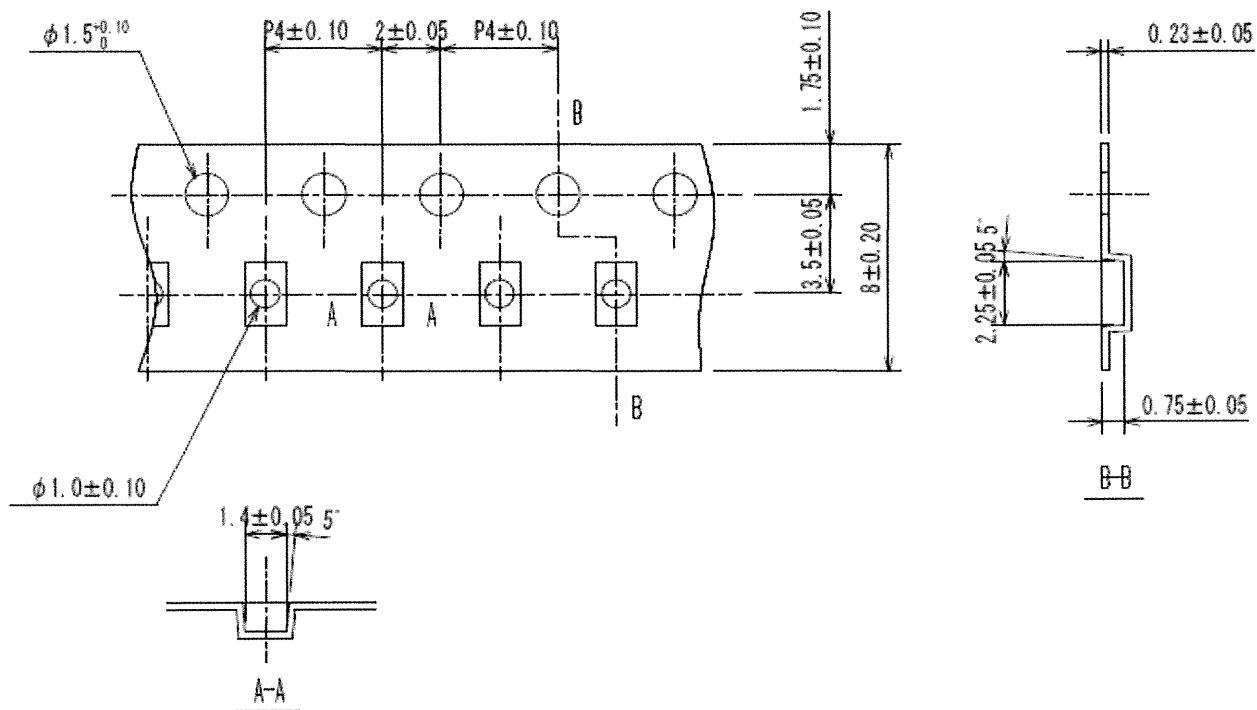 φ1.5 +0.10 0
P4±0.10
2±0.05
P4±0.10
1.75±0.10
0.23±0.05
B
3.5±0.05
8±0.20
5°
2.25±0.05
A
A
B
0.75±0.05
B-B
φ1.0±0.10
1.4±0.05
5°
A-A